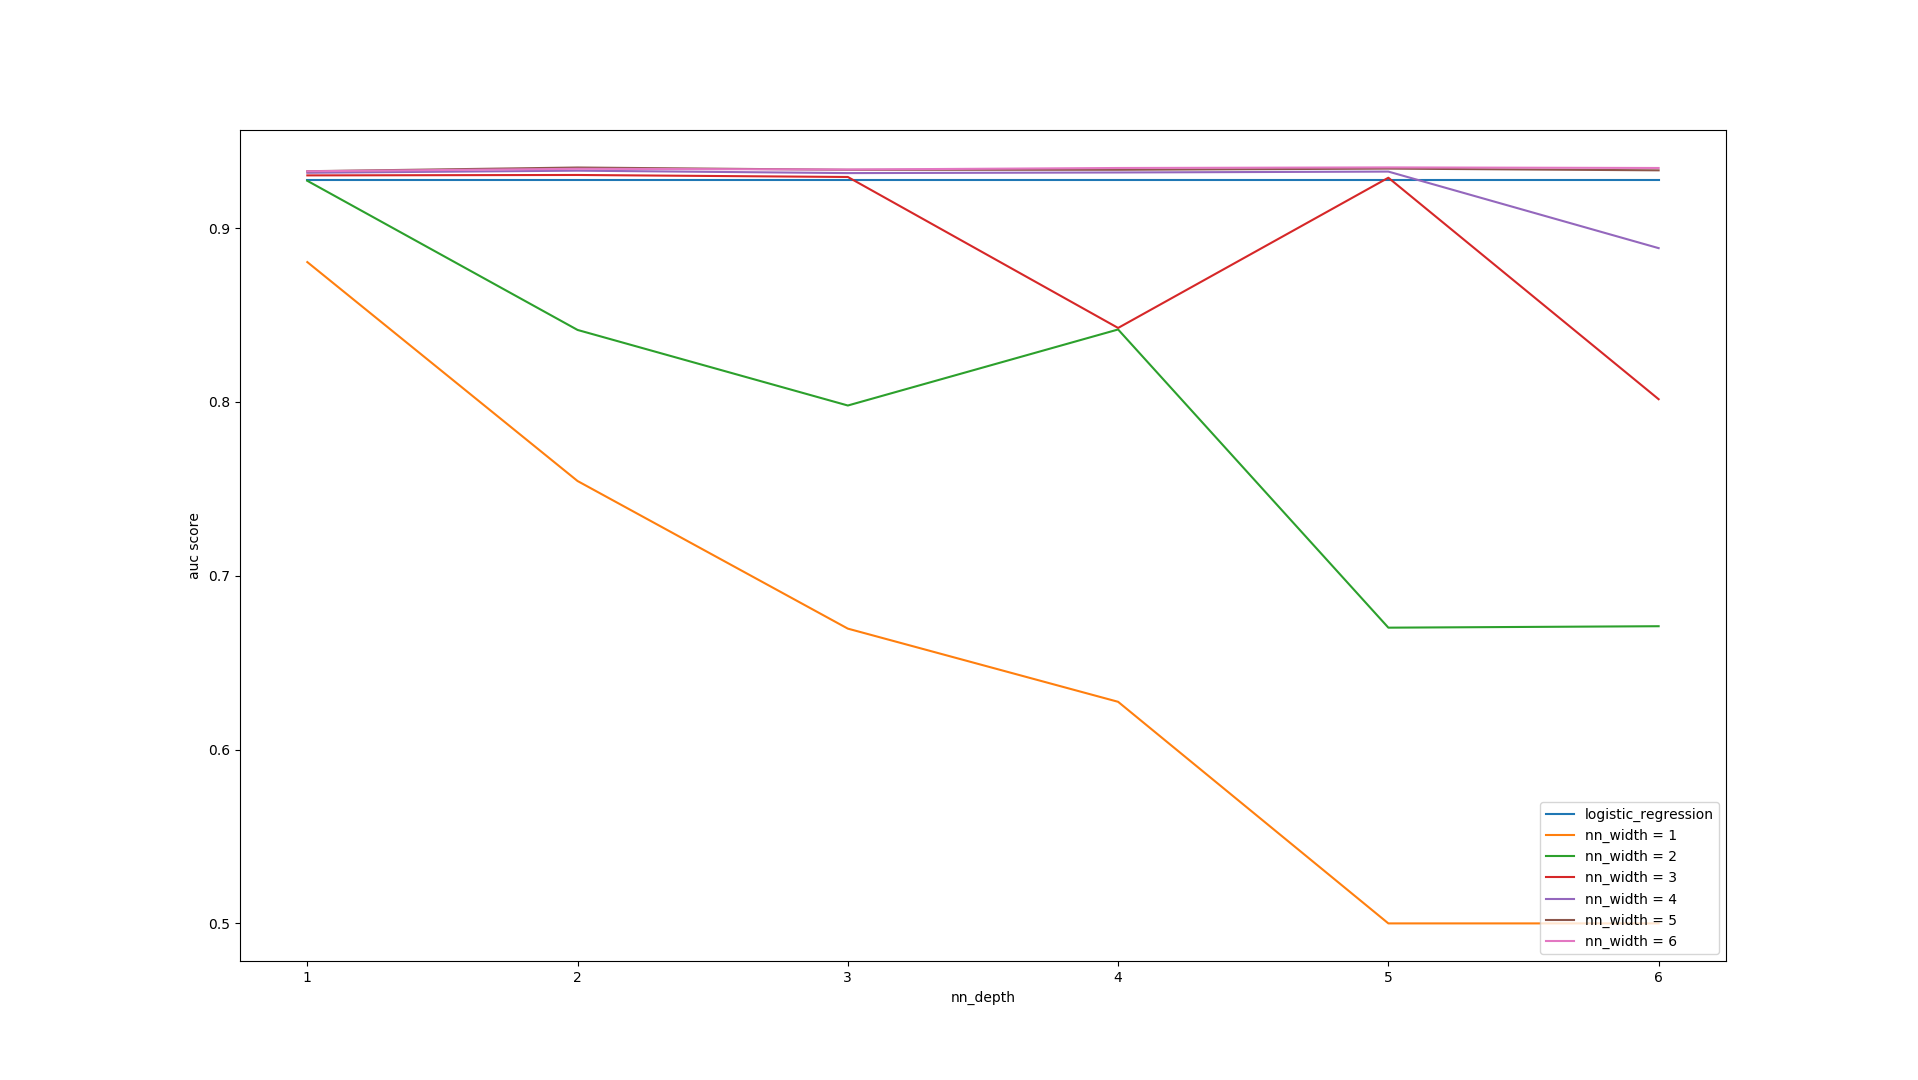 0.9
0.8
0.7
0.6
0.5
auc score
1 2 3 4 5 6
nn_depth
logistic_regression
nn_width = 1
nn_width = 2
nn_width = 3
nn_width = 4
nn_width = 5
nn_width = 6